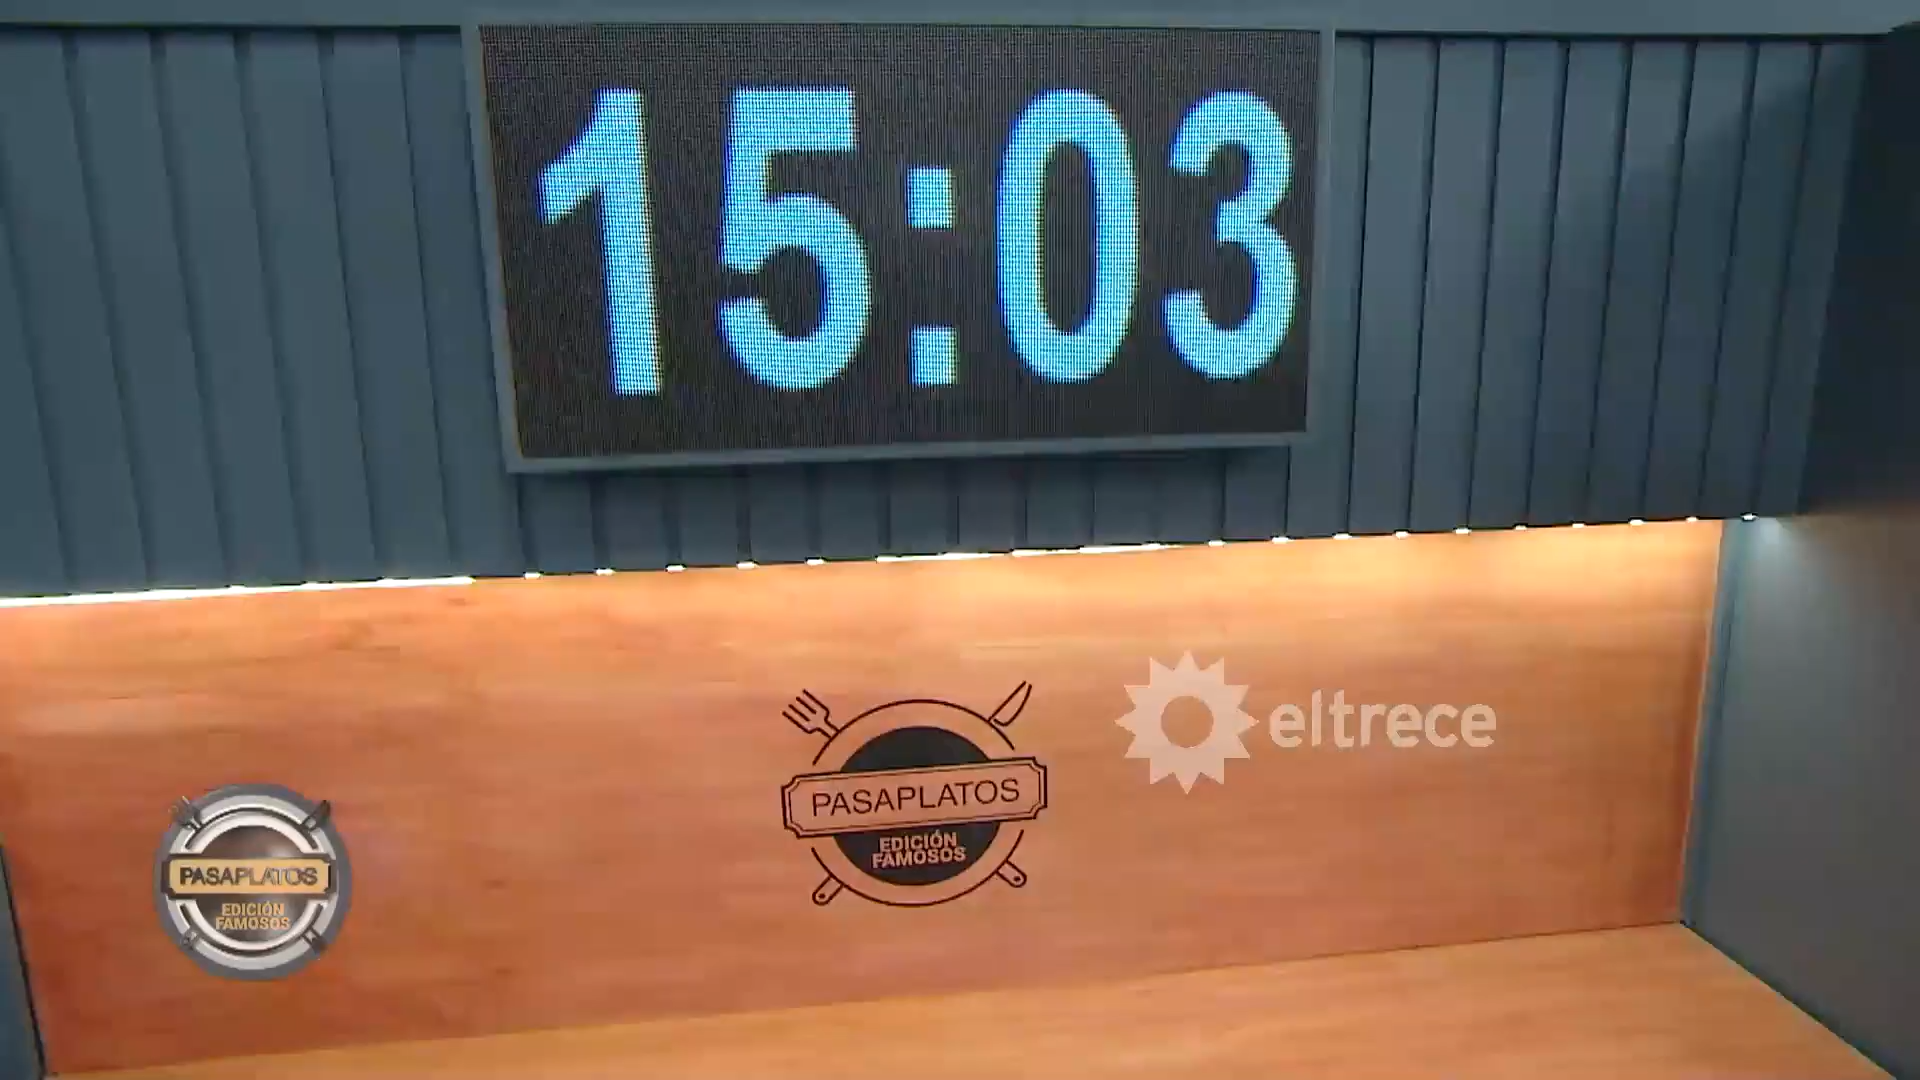 15:03
eltrece
PASAPLATOS
EDICIÓN
FAMOSOS
PASAPLATOS
EDICIÓN
FAMOSOS